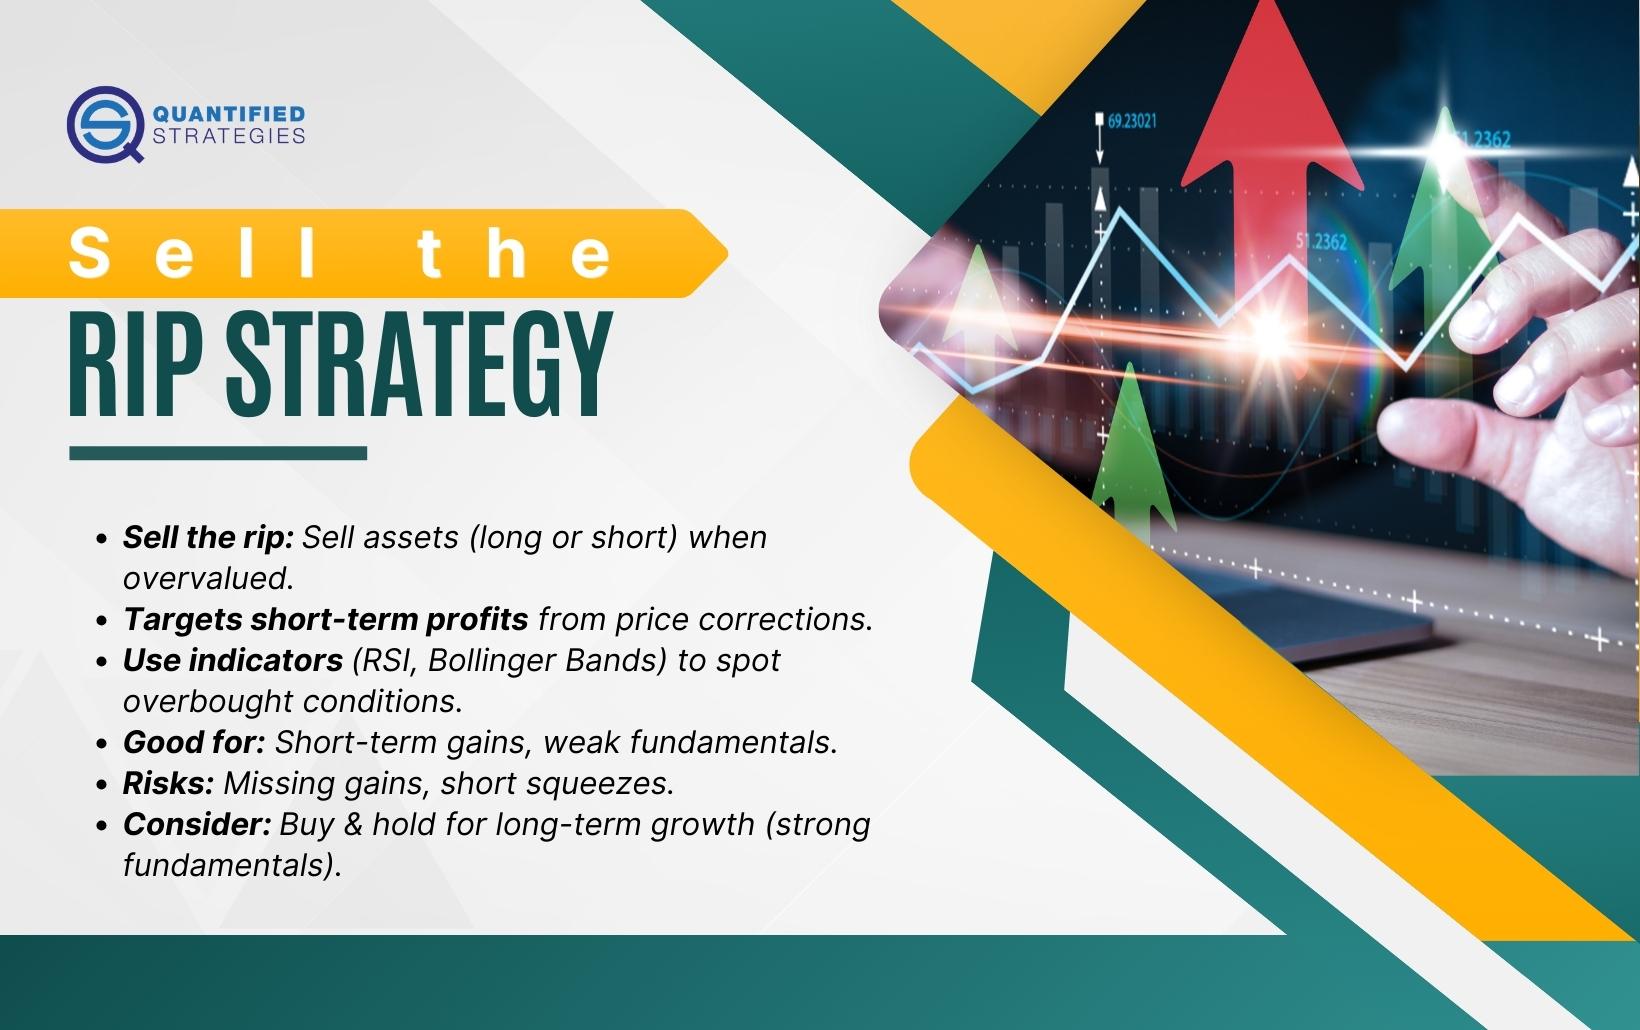 QUANTIFIED
STRATEGIES
Sell the
RIP STRATEGY
• Sell the rip: Sell assets (long or short) when
overvalued.
• Targets short-term profits from price corrections.
• Use indicators (RSI, Bollinger Bands) to spot
overbought conditions.
• Good for: Short-term gains, weak fundamentals.
• Risks: Missing gains, short squeezes.
• Consider: Buy & hold for long-term growth (strong
fundamentals).
69.23021
51.2362
51.2362